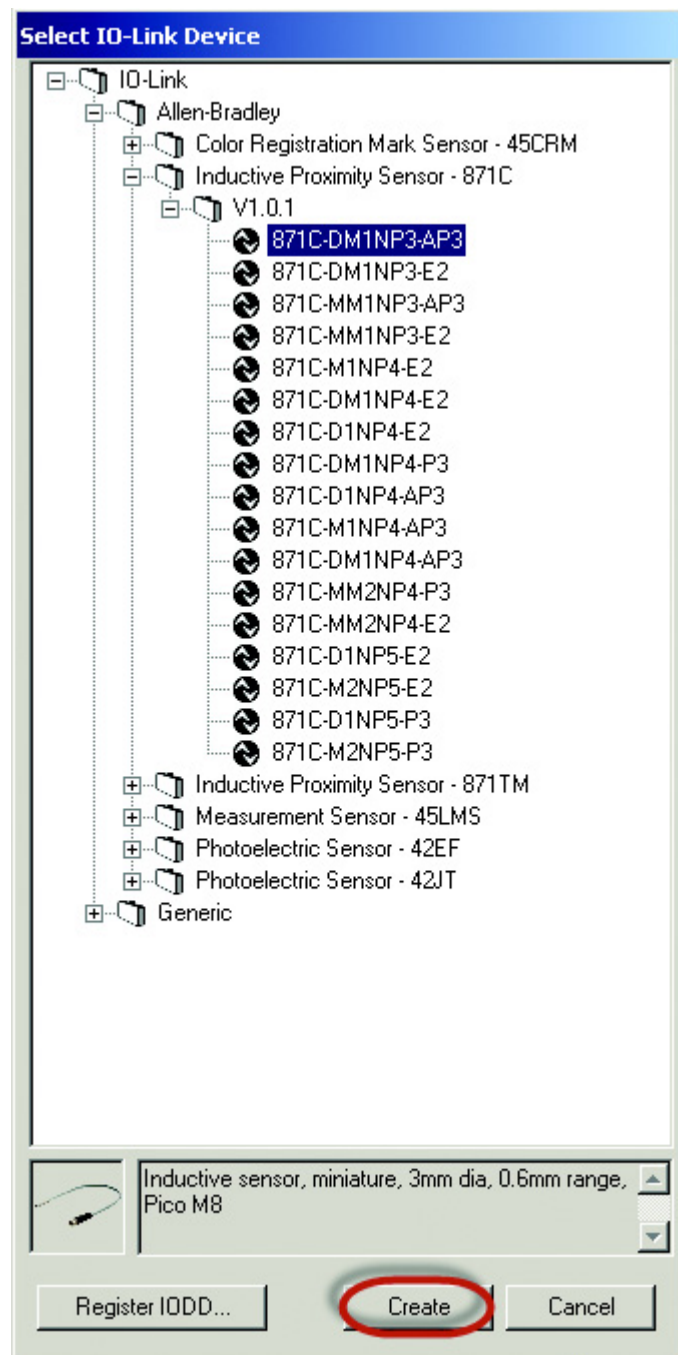 Select IO-Link Device
IO-Link
Allen-Bradley
Color Registration Mark Sensor - 45CRM
Inductive Proximity Sensor - 871C
V1.0.1
871C-DM1NP3-AP3
871C-DM1NP3-E2
871C-MM1NP3-AP3
871C-MM1NP3-E2
871C-M1NP4-E2
871C-DM1NP4-E2
871C-D1NP4-E2
871C-DM1NP4-P3
871C-D1NP4-AP3
871C-M1NP4-AP3
871C-DM1NP4-AP3
871C-MM2NP4-P3
871C-MM2NP4-E2
871C-D1NP5-E2
871C-M2NP5-E2
871C-D1NP5-P3
871C-M2NP5-P3
Inductive Proximity Sensor - 871TM
Measurement Sensor - 45LMS
Photoelectric Sensor - 42EF
Photoelectric Sensor - 42JT
Generic
Inductive sensor, miniature, 3mm dia, 0.6mm range,
Pico M8
Register IODD... Create Cancel